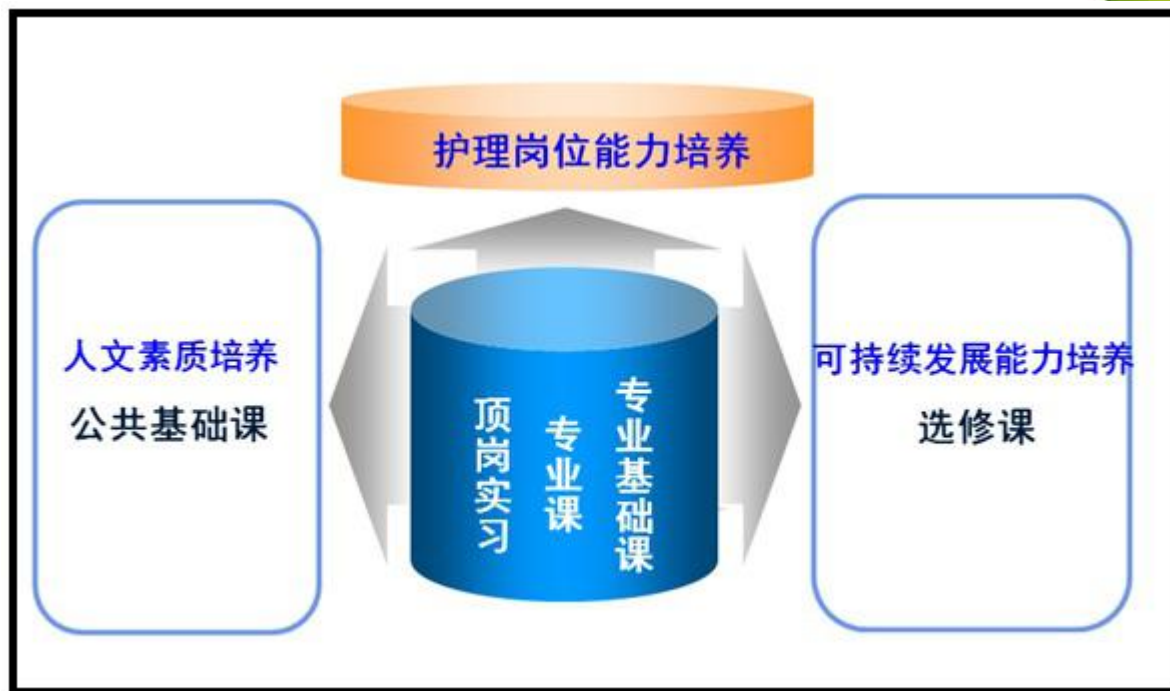 护理岗位能力培养
人文素质培养
公共基础课
顶岗实习
专业课
专业基础课
可持续发展能力培养
选修课